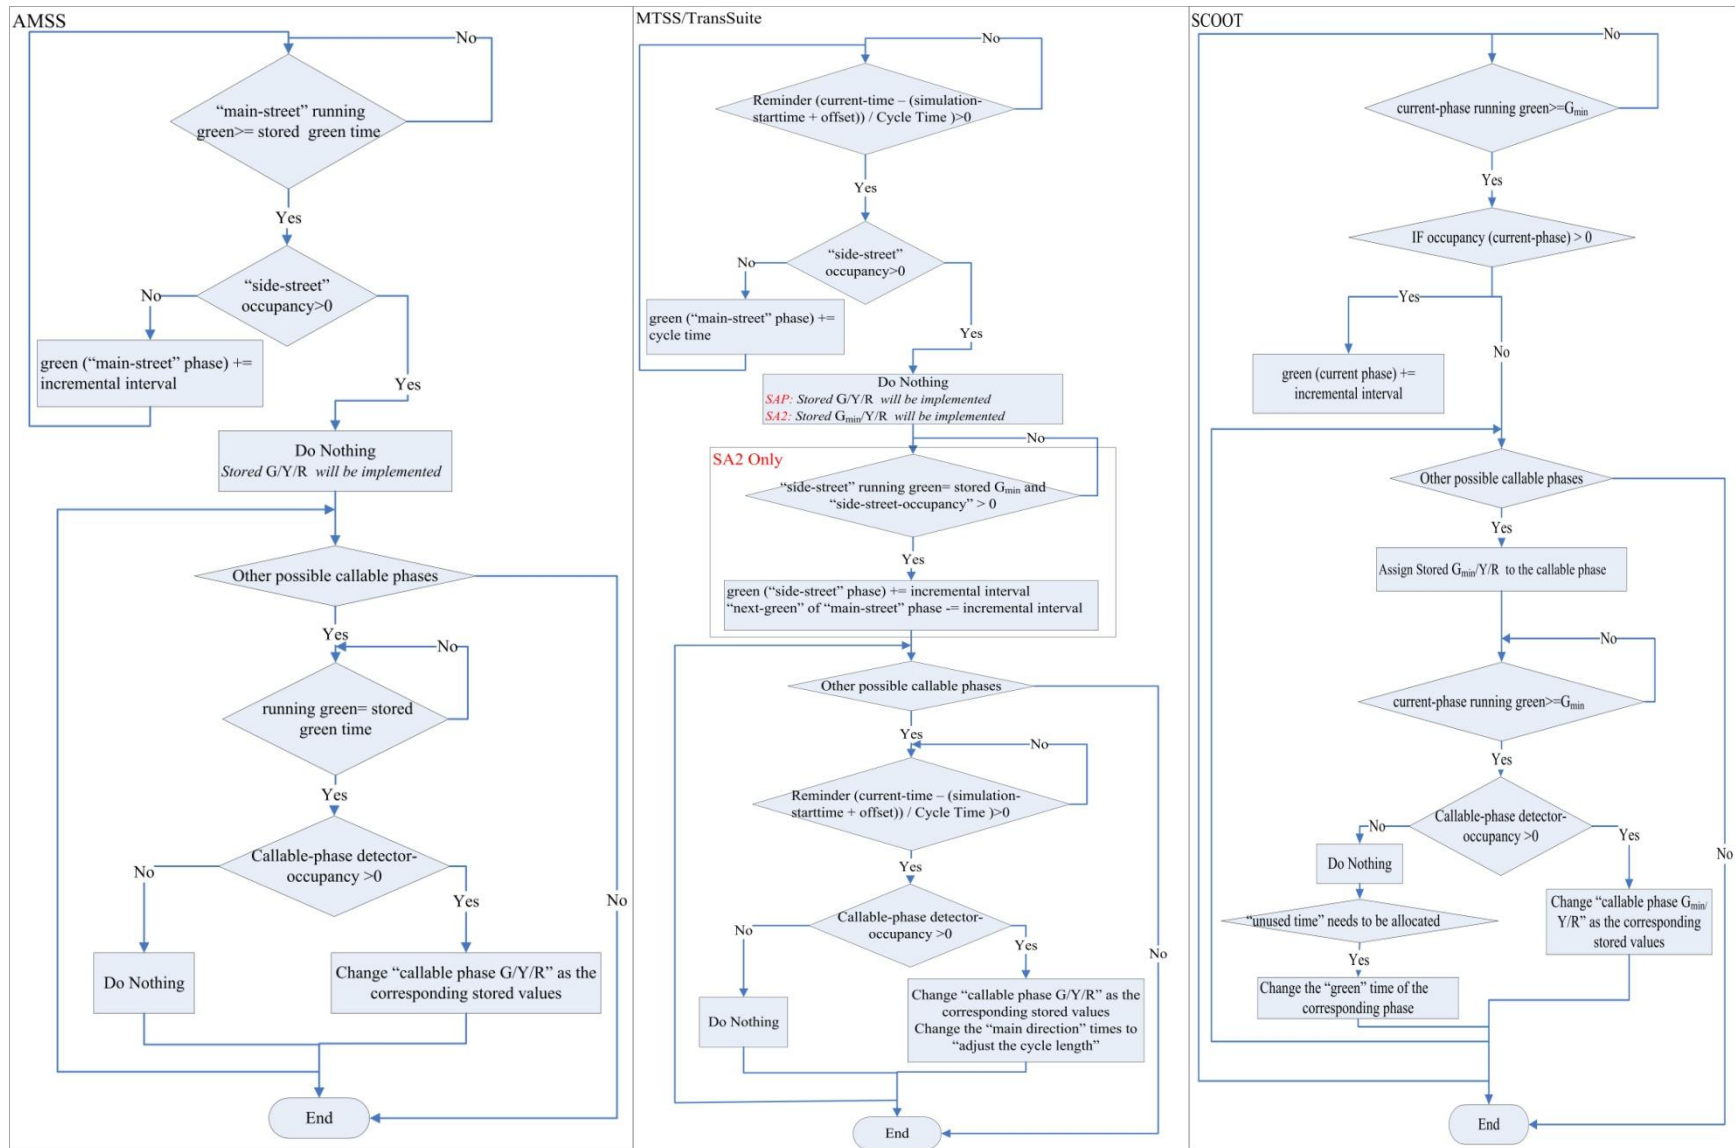 AMSS
No
“main-street” running
green>= stored green time
Yes
“side-street”
occupancy>0
No
green (“main-street” phase) +=
incremental interval
Yes
Do Nothing
Stored G/Y/R will be implemented
Other possible callable phases
Yes
No
running green= stored
green time
Yes
Callable-phase detector-
occupancy >0
No
Yes
No
Do Nothing
Change “callable phase G/Y/R” as the
corresponding stored values
End
MTSS/TransSuite
No
Reminder (current-time – (simulation-
starttime + offset)) / Cycle Time )>0
Yes
“side-street”
occupancy>0
No
green (“main-street” phase) +=
cycle time
Yes
Do Nothing
SAP: Stored G/Y/R will be implemented
SA2: Stored Gmin/Y/R will be implemented
No
SA2 Only
“side-street” running green= stored Gmin and
“side-street-occupancy” > 0
Yes
green (“side-street” phase) += incremental interval
“next-green” of “main-street” phase -= incremental interval
Other possible callable phases
Yes
No
Reminder (current-time – (simulation-
starttime + offset)) / Cycle Time )>0
Yes
Callable-phase detector-
occupancy >0
No
Yes
No
Do Nothing
Change “callable phase G/Y/R” as the
corresponding stored values
Change the “main direction” times to
“adjust the cycle length”
End
SCOOT
No
current-phase running green>=Gmin
Yes
IF occupancy (current-phase) > 0
Yes
No
green (current phase) +=
incremental interval
Other possible callable phases
Yes
Assign Stored Gmin/Y/R to the callable phase
No
current-phase running green>=Gmin
Yes
Callable-phase detector-
occupancy >0
No
Yes
No
Do Nothing
“unused time” needs to be allocated
Yes
Change the “green” time of the
corresponding phase
Change “callable phase Gmin/
Y/R” as the corresponding
stored values
End